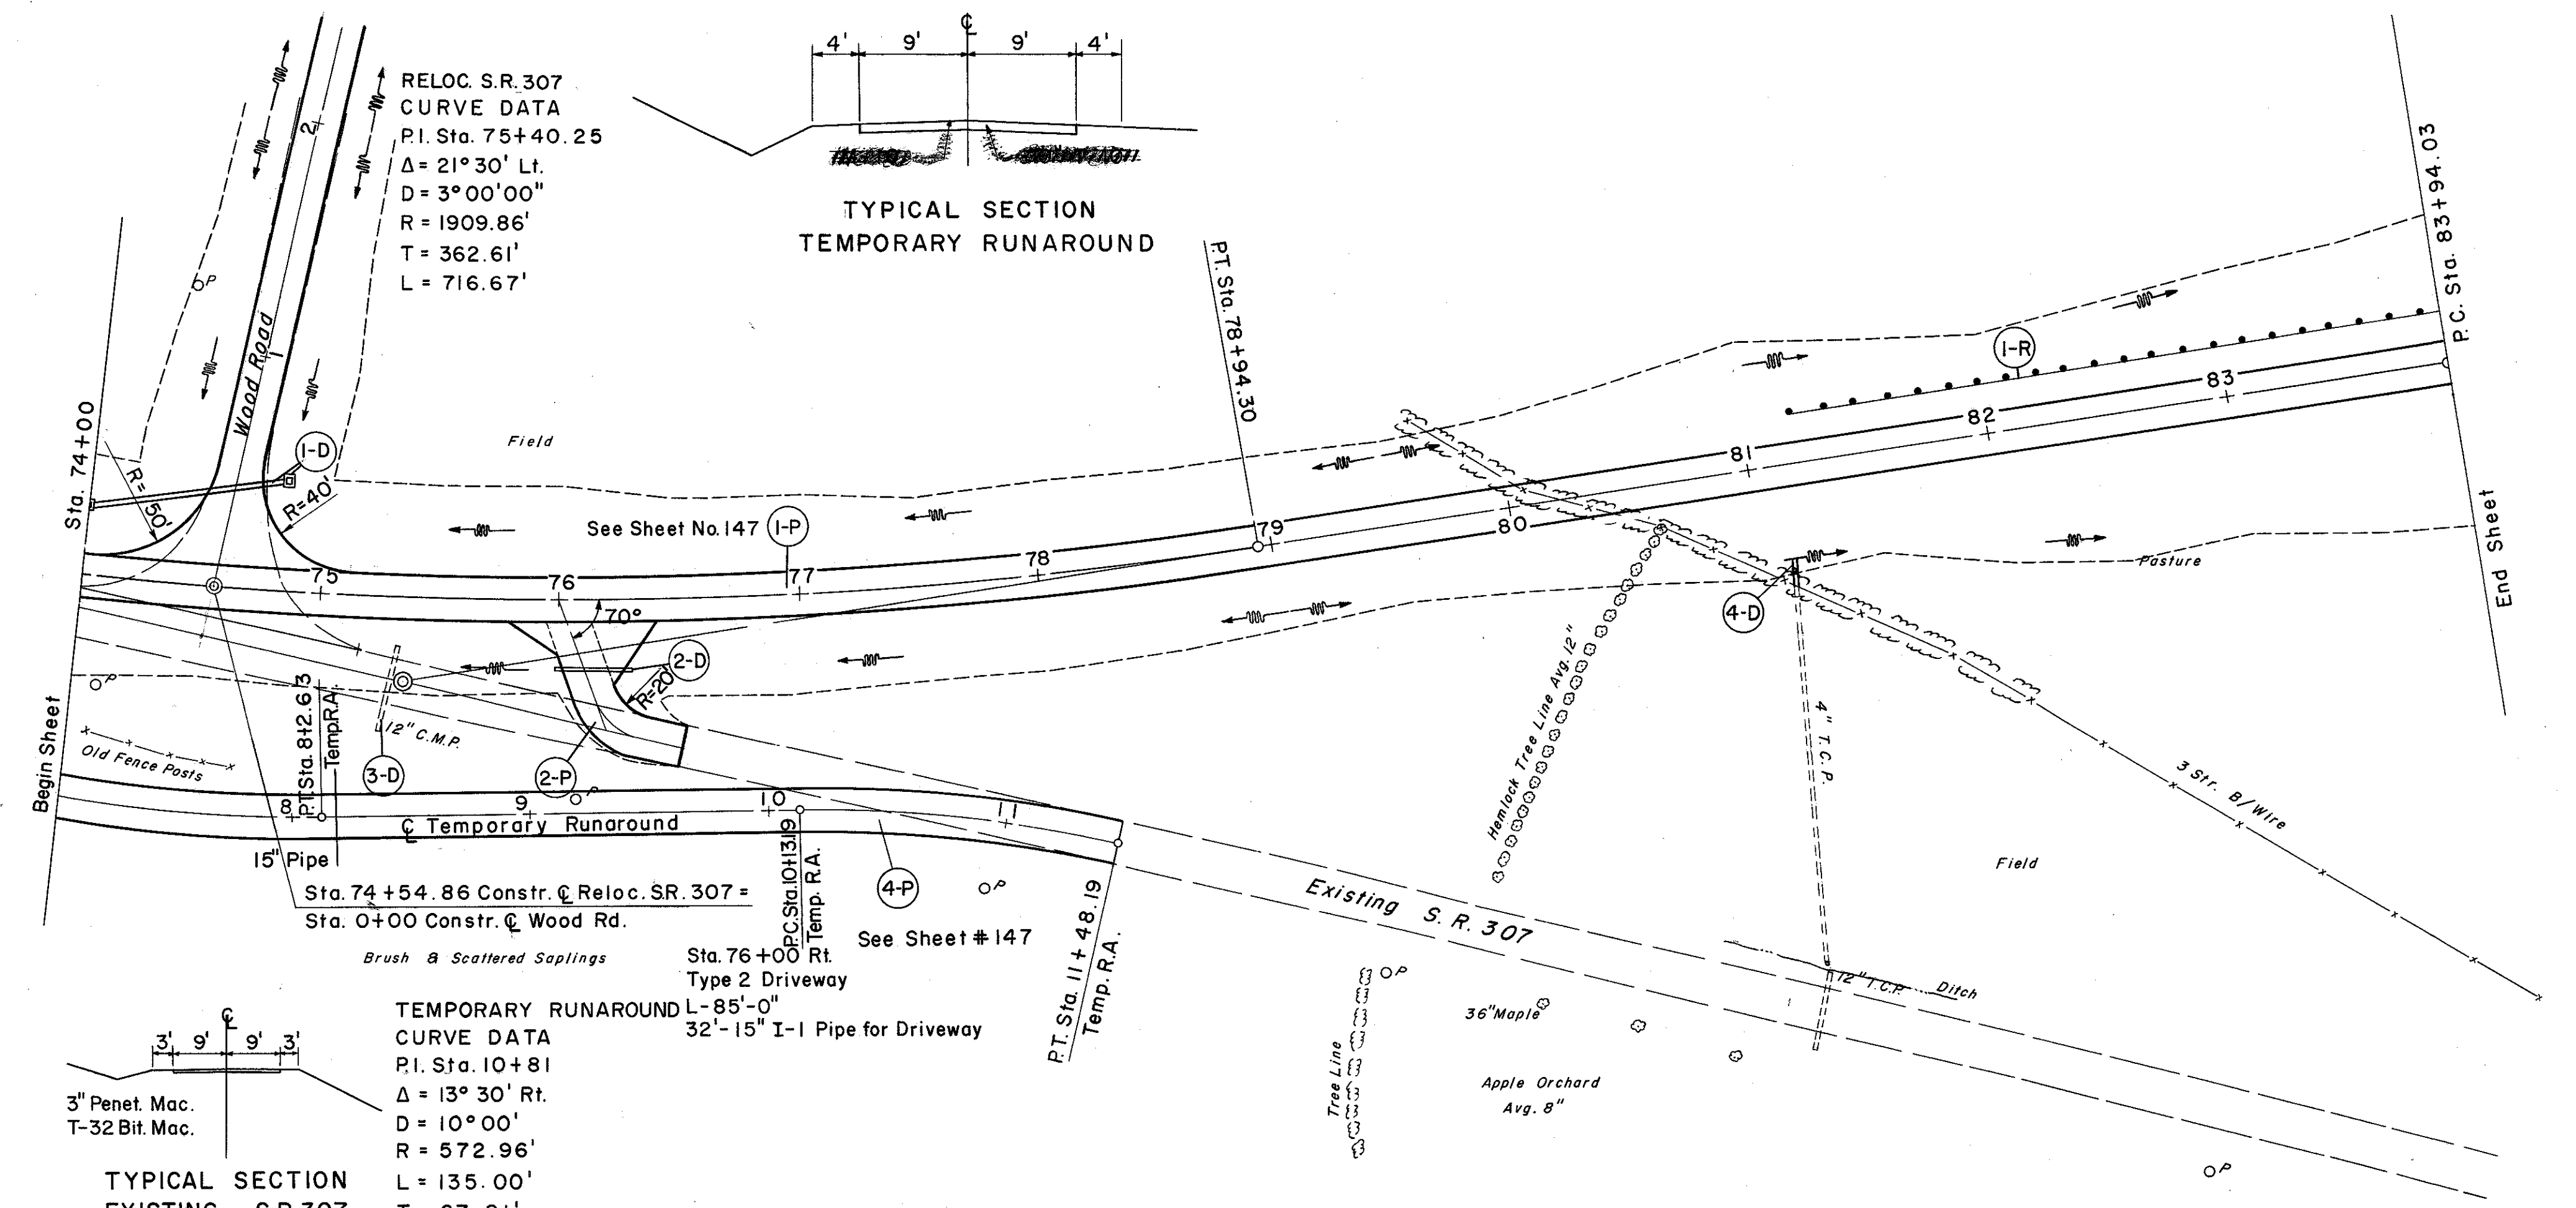 RELOC. S.R. 307
CURVE DATA
P.I. Sta. 75+40.25
Δ = 21° 30' Lt.
D = 3° 00' 00"
R = 1909.86'
T = 362.61'
L = 716.67'
℄
4' 9' 9' 4'
TYPICAL SECTION
TEMPORARY RUNAROUND
P.T. Sta. 78+94.30
P.C. Sta. 83+94.03
End Sheet
2
1
P
Wood Road
Sta. 74+00
Begin Sheet
R=50'
R=40'
1-D
Field
See Sheet No. 147
1-P
1-R
75
76
77
78
79
80
81
82
83
70°
2-D
R=20'
4-D
Pasture
P
Old Fence Posts
P.T. Sta. 8+2.63
Temp. R.A.
12" C.M.P.
3-D
2-P
P
8
9
10
11
℄ Temporary Runaround
15" Pipe
Sta. 74+54.86 Constr. ℄ Reloc. S.R. 307 =
Sta. 0+00 Constr. ℄ Wood Rd.
Brush & Scattered Saplings
P.C. Sta. 10+13.19
Temp. R.A.
4-P
P
See Sheet # 147
P.T. Sta. 11+48.19
Temp. R.A.
Sta. 76+00 Rt.
Type 2 Driveway
L-85'-0"
32'-15" I-1 Pipe for Driveway
Hemlock Tree Line Avg. 12"
4" T.C.P.
3 Str. B/Wire
Field
Existing S.R. 307
12" T.C.P.
Ditch
P
Tree Line
36" Maple
Apple Orchard
Avg. 8"
P
℄
3' 9' 9' 3'
3" Penet. Mac.
T-32 Bit. Mac.
TYPICAL SECTION
EXISTING S.R. 307
TEMPORARY RUNAROUND
CURVE DATA
P.I. Sta. 10+81
Δ = 13° 30' Rt.
D = 10° 00'
R = 572.96'
L = 135.00'